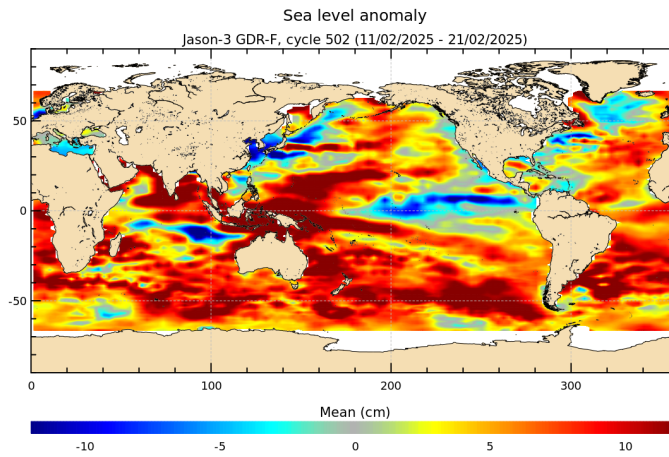 Sea level anomaly
Jason-3 GDR-F, cycle 502 (11/02/2025 - 21/02/2025)
50
0
-50
0 100 200 300
Mean (cm)
-10 -5 0 5 10